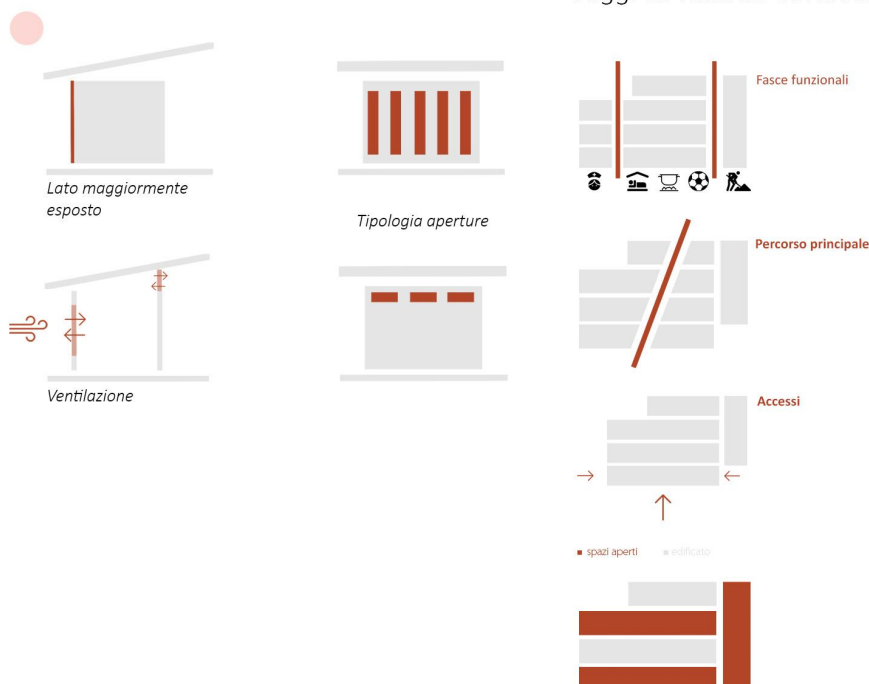 Lato maggiormente
esposto
Ventilazione
Tipologia aperture
Fasce funzionali
Percorso principale
Accessi
spazi aperti
edificato